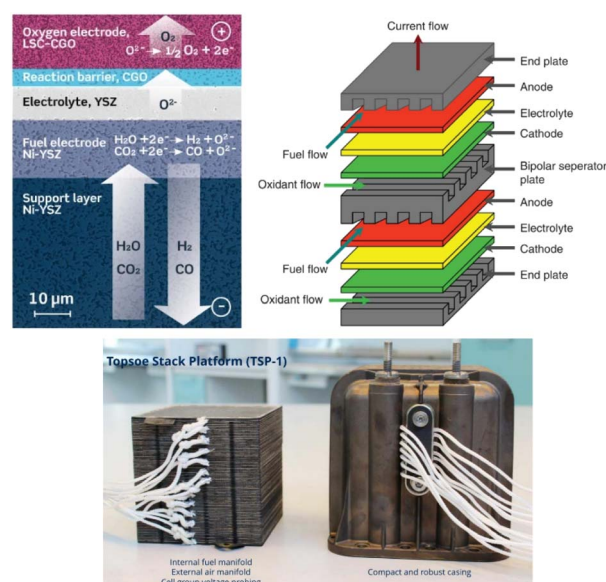 Oxygen electrode,
LSC-CGO
O₂
+
O²⁻ → 1/2 O₂ + 2e⁻
Reaction barrier, CGO
Electrolyte, YSZ
O²⁻
Fuel electrode
Ni-YSZ
H₂O + 2e⁻ → H₂ + O²⁻
CO₂ + 2e⁻ → CO + O²⁻
Support layer
Ni-YSZ
H₂O
CO₂
H₂
CO
10 µm
−
Current flow
End plate
Anode
Electrolyte
Cathode
Fuel flow
Bipolar seperator
plate
Oxidant flow
Anode
Electrolyte
Cathode
Fuel flow
End plate
Oxidant flow
Topsoe Stack Platform (TSP-1)
Internal fuel manifold
External air manifold
Cell group voltage probing
Compact and robust casing